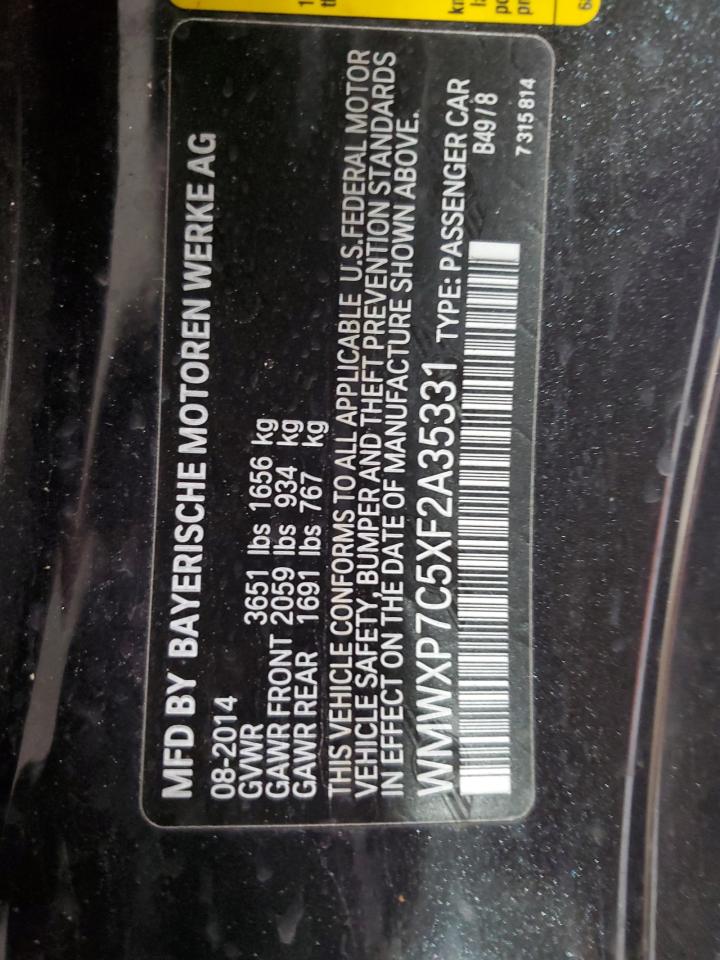 MFD BY BAYERISCHE MOTOREN WERKE AG
08-2014
GVWR 3651 lbs 1656 kg
GAWR FRONT 2059 lbs 934 kg
GAWR REAR 1691 lbs 767 kg
THIS VEHICLE CONFORMS TO ALL APPLICABLE U.S.FEDERAL MOTOR
VEHICLE SAFETY, BUMPER AND THEFT PREVENTION STANDARDS
IN EFFECT ON THE DATE OF MANUFACTURE SHOWN ABOVE.
WMWXP7C5XF2A35331 TYPE: PASSENGER CAR
B49/8
7 315 814